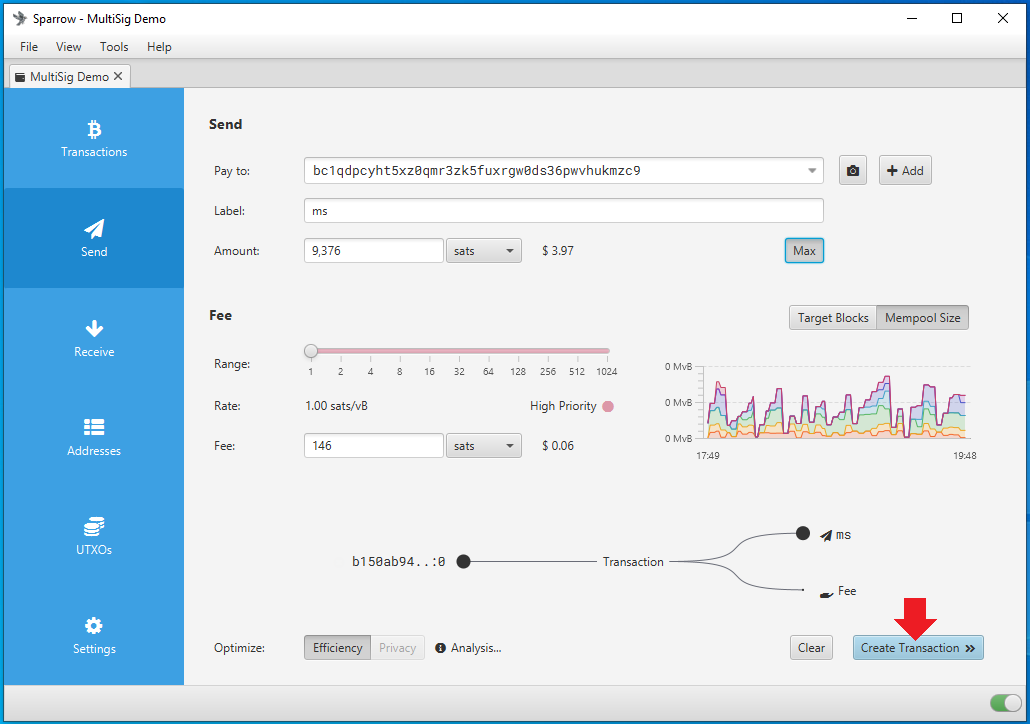 Sparrow - MultiSig Demo
File View Tools Help
MultiSig Demo
Transactions
Send
Receive
Addresses
UTXOs
Settings
Send
Pay to: bc1qdpcyht5xz0qmr3zk5fuxrgw0ds36pwvhukmzc9 Add
Label: ms
Amount: 9,376 sats $ 3.97 Max
Fee
Target Blocks Mempool Size
Range:
1 2 4 8 16 32 64 128 256 512 1024
Rate: 1.00 sats/vB High Priority
Fee: 146 sats $ 0.06
0 MvB
0 MvB
0 MvB
17:49 19:48
ms
b150ab94..:0 Transaction
Fee
Optimize: Efficiency Privacy Analysis... Clear Create Transaction »